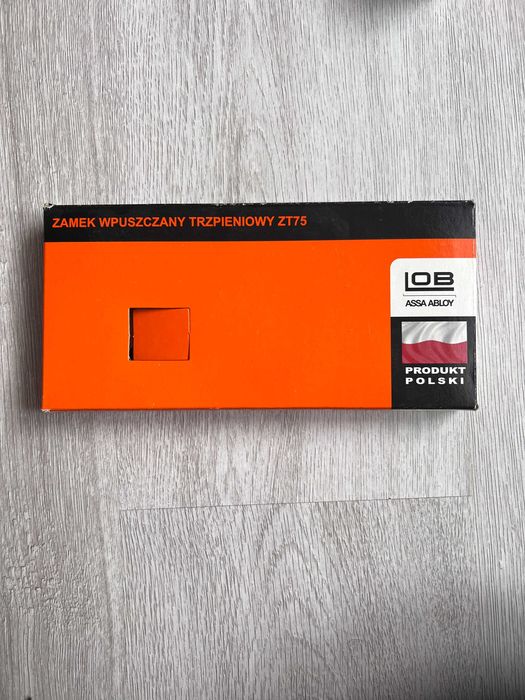 ZAMEK WPUSZCZANY TRZPIENIOWY ZT75
LOB
ASSA ABLOY
PRODUKT
POLSKI